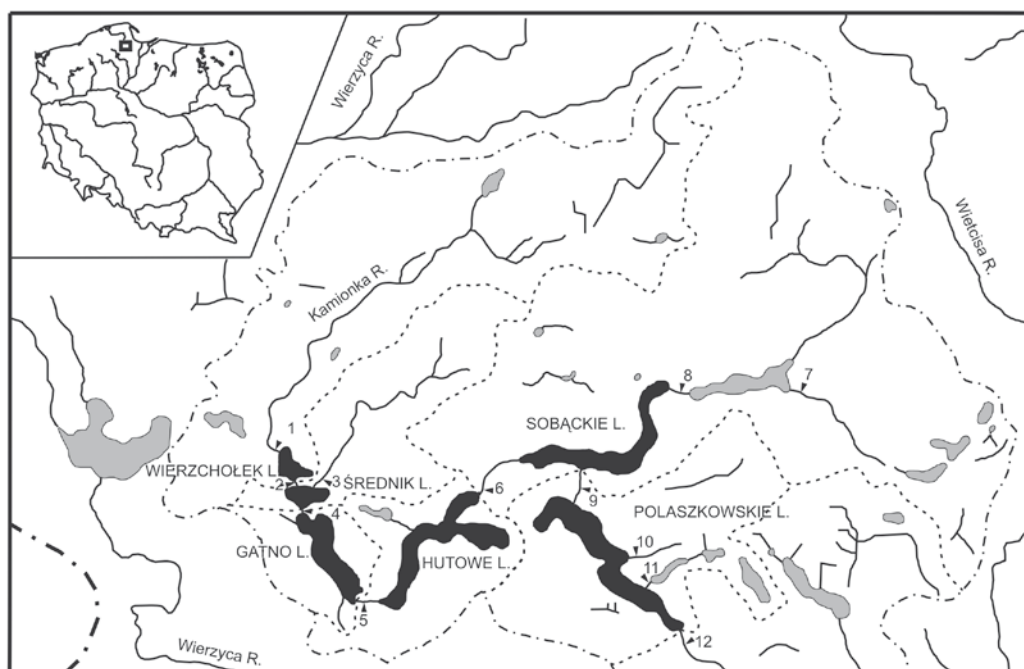 Wierzyca R.
Wietcisa R.
Kamionka R.
8
7
1
SOBĄCKIE L.
WIERZCHOŁEK L.
2
3
ŚREDNIK L.
6
9
4
POLASZKOWSKIE L.
GATNO L.
HUTOWE L.
10
11
5
12
Wierzyca R.